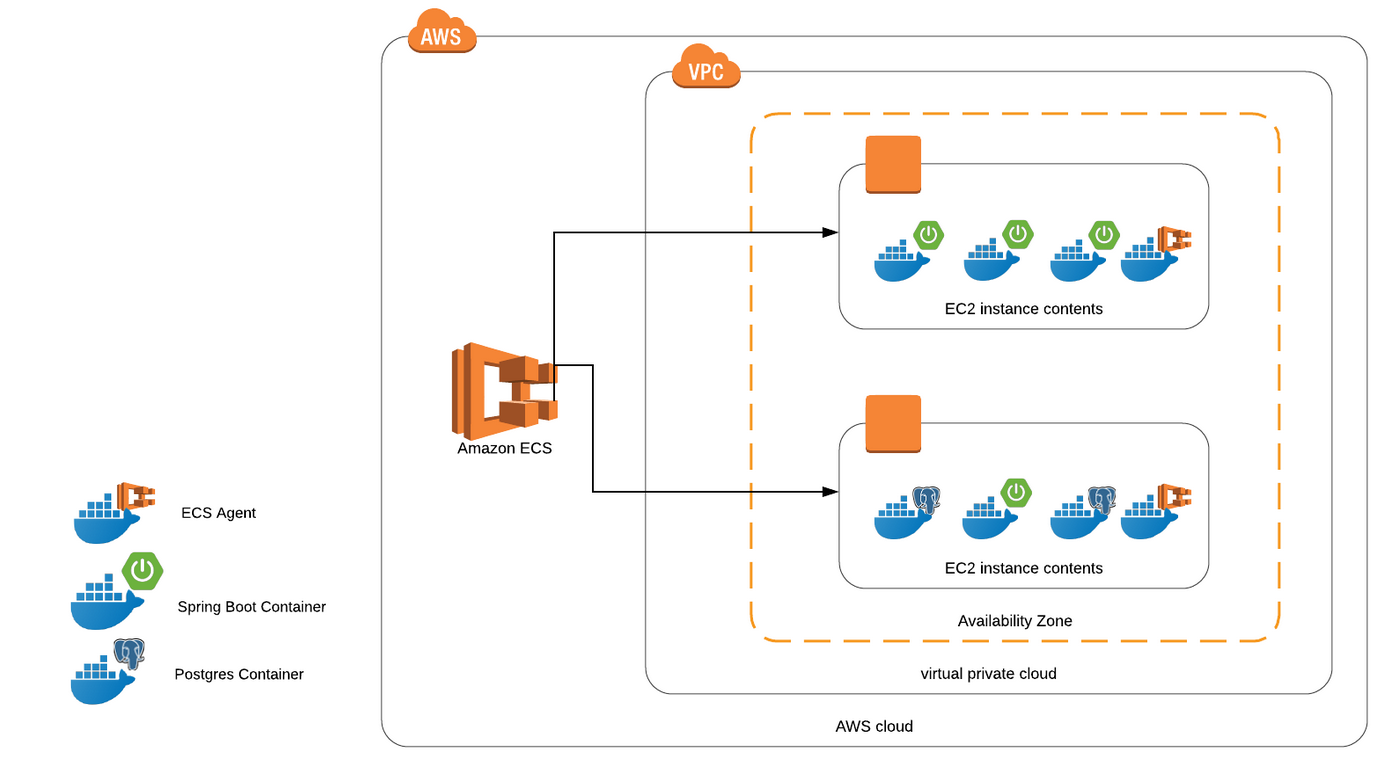 AWS
VPC
EC2 instance contents
Amazon ECS
ECS Agent
EC2 instance contents
Spring Boot Container
Availability Zone
Postgres Container
virtual private cloud
AWS cloud